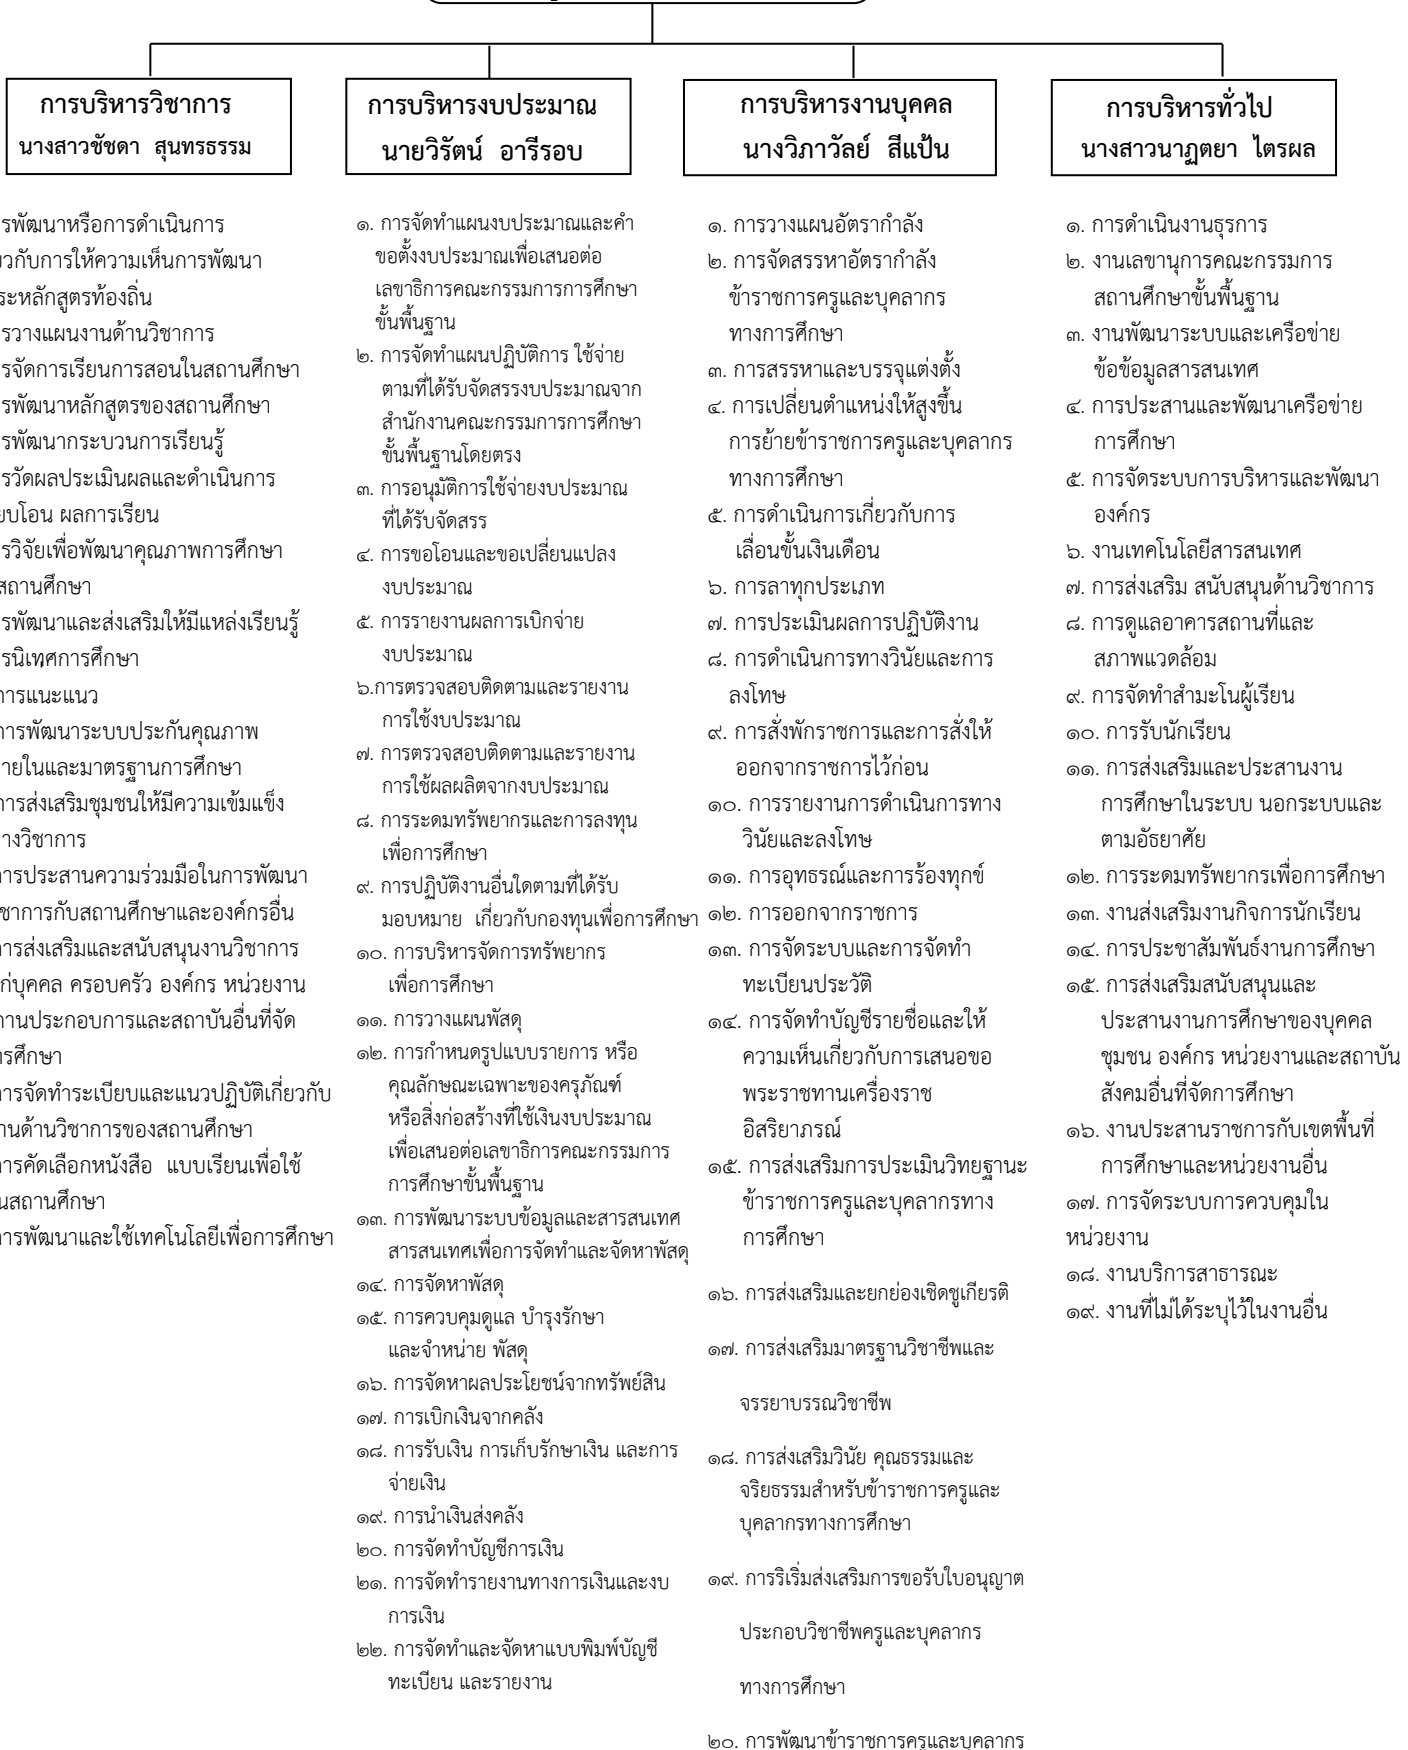 การบริหารวิชาการ
นางสาวชัชดา สุนทรธรรม
รพัฒนาหรือการดำเนินการ
วกับการให้ความเห็นการพัฒนา
ระหลักสูตรท้องถิ่น
รวางแผนงานด้านวิชาการ
รจัดการเรียนการสอนในสถานศึกษา
รพัฒนาหลักสูตรของสถานศึกษา
รพัฒนากระบวนการเรียนรู้
รวัดผลประเมินผลและดำเนินการ
ยบโอน ผลการเรียน
รวิจัยเพื่อพัฒนาคุณภาพการศึกษา
สถานศึกษา
รพัฒนาและส่งเสริมให้มีแหล่งเรียนรู้
รนิเทศการศึกษา
การแนะแนว
การพัฒนาระบบประกันคุณภาพ
ายในและมาตรฐานการศึกษา
การส่งเสริมชุมชนให้มีความเข้มแข็ง
างวิชาการ
การประสานความร่วมมือในการพัฒนา
ชาการกับสถานศึกษาและองค์กรอื่น
การส่งเสริมและสนับสนุนงานวิชาการ
ก่บุคคล ครอบครัว องค์กร หน่วยงาน
ถานประกอบการและสถาบันอื่นที่จัด
ารศึกษา
การจัดทำระเบียบและแนวปฏิบัติเกี่ยวกับ
านด้านวิชาการของสถานศึกษา
การคัดเลือกหนังสือ แบบเรียนเพื่อใช้
นสถานศึกษา
การพัฒนาและใช้เทคโนโลยีเพื่อการศึกษา
การบริหารงบประมาณ
นายวิรัตน์ อารีรอบ
๑. การจัดทำแผนงบประมาณและคำ
ขอตั้งงบประมาณเพื่อเสนอต่อ
เลขาธิการคณะกรรมการการศึกษา
ขั้นพื้นฐาน
๒. การจัดทำแผนปฏิบัติการ ใช้จ่าย
ตามที่ได้รับจัดสรรงบประมาณจาก
สำนักงานคณะกรรมการการศึกษา
ขั้นพื้นฐานโดยตรง
๓. การอนุมัติการใช้จ่ายงบประมาณ
ที่ได้รับจัดสรร
๔. การขอโอนและขอเปลี่ยนแปลง
งบประมาณ
๕. การรายงานผลการเบิกจ่าย
งบประมาณ
๖.การตรวจสอบติดตามและรายงาน
การใช้งบประมาณ
๗. การตรวจสอบติดตามและรายงาน
การใช้ผลผลิตจากงบประมาณ
๘. การระดมทรัพยากรและการลงทุน
เพื่อการศึกษา
๙. การปฏิบัติงานอื่นใดตามที่ได้รับ
มอบหมาย เกี่ยวกับกองทุนเพื่อการศึกษา
๑๐. การบริหารจัดการทรัพยากร
เพื่อการศึกษา
๑๑. การวางแผนพัสดุ
๑๒. การกำหนดรูปแบบรายการ หรือ
คุณลักษณะเฉพาะของครุภัณฑ์
หรือสิ่งก่อสร้างที่ใช้เงินงบประมาณ
เพื่อเสนอต่อเลขาธิการคณะกรรมการ
การศึกษาขั้นพื้นฐาน
๑๓. การพัฒนาระบบข้อมูลและสารสนเทศ
สารสนเทศเพื่อการจัดทำและจัดหาพัสดุ
๑๔. การจัดหาพัสดุ
๑๕. การควบคุมดูแล บำรุงรักษา
และจำหน่าย พัสดุ
๑๖. การจัดหาผลประโยชน์จากทรัพย์สิน
๑๗. การเบิกเงินจากคลัง
๑๘. การรับเงิน การเก็บรักษาเงิน และการ
จ่ายเงิน
๑๙. การนำเงินส่งคลัง
๒๐. การจัดทำบัญชีการเงิน
๒๑. การจัดทำรายงานทางการเงินและงบ
การเงิน
๒๒. การจัดทำและจัดหาแบบพิมพ์บัญชี
ทะเบียน และรายงาน
การบริหารงานบุคคล
นางวิภาวัลย์ สีแป้น
๑. การวางแผนอัตรากำลัง
๒. การจัดสรรหาอัตรากำลัง
ข้าราชการครูและบุคลากร
ทางการศึกษา
๓. การสรรหาและบรรจุแต่งตั้ง
๔. การเปลี่ยนตำแหน่งให้สูงขึ้น
การย้ายข้าราชการครูและบุคลากร
ทางการศึกษา
๕. การดำเนินการเกี่ยวกับการ
เลื่อนขั้นเงินเดือน
๖. การลาทุกประเภท
๗. การประเมินผลการปฏิบัติงาน
๘. การดำเนินการทางวินัยและการ
ลงโทษ
๙. การสั่งพักราชการและการสั่งให้
ออกจากราชการไว้ก่อน
๑๐. การรายงานการดำเนินการทาง
วินัยและลงโทษ
๑๑. การอุทธรณ์และการร้องทุกข์
๑๒. การออกจากราชการ
๑๓. การจัดระบบและการจัดทำ
ทะเบียนประวัติ
๑๔. การจัดทำบัญชีรายชื่อและให้
ความเห็นเกี่ยวกับการเสนอขอ
พระราชทานเครื่องราช
อิสริยาภรณ์
๑๕. การส่งเสริมการประเมินวิทยฐานะ
ข้าราชการครูและบุคลากรทาง
การศึกษา
๑๖. การส่งเสริมและยกย่องเชิดชูเกียรติ
๑๗. การส่งเสริมมาตรฐานวิชาชีพและ
จรรยาบรรณวิชาชีพ
๑๘. การส่งเสริมวินัย คุณธรรมและ
จริยธรรมสำหรับข้าราชการครูและ
บุคลากรทางการศึกษา
๑๙. การริเริ่มส่งเสริมการขอรับใบอนุญาต
ประกอบวิชาชีพครูและบุคลากร
ทางการศึกษา
๒๐. การพัฒนาข้าราชการครูและบุคลากร
การบริหารทั่วไป
นางสาวนาฏตยา ไตรผล
๑. การดำเนินงานธุรการ
๒. งานเลขานุการคณะกรรมการ
สถานศึกษาขั้นพื้นฐาน
๓. งานพัฒนาระบบและเครือข่าย
ข้อข้อมูลสารสนเทศ
๔. การประสานและพัฒนาเครือข่าย
การศึกษา
๕. การจัดระบบการบริหารและพัฒนา
องค์กร
๖. งานเทคโนโลยีสารสนเทศ
๗. การส่งเสริม สนับสนุนด้านวิชาการ
๘. การดูแลอาคารสถานที่และ
สภาพแวดล้อม
๙. การจัดทำสำมะโนผู้เรียน
๑๐. การรับนักเรียน
๑๑. การส่งเสริมและประสานงาน
การศึกษาในระบบ นอกระบบและ
ตามอัธยาศัย
๑๒. การระดมทรัพยากรเพื่อการศึกษา
๑๓. งานส่งเสริมงานกิจการนักเรียน
๑๔. การประชาสัมพันธ์งานการศึกษา
๑๕. การส่งเสริมสนับสนุนและ
ประสานงานการศึกษาของบุคคล
ชุมชน องค์กร หน่วยงานและสถาบัน
สังคมอื่นที่จัดการศึกษา
๑๖. งานประสานราชการกับเขตพื้นที่
การศึกษาและหน่วยงานอื่น
๑๗. การจัดระบบการควบคุมใน
หน่วยงาน
๑๘. งานบริการสาธารณะ
๑๙. งานที่ไม่ได้ระบุไว้ในงานอื่น